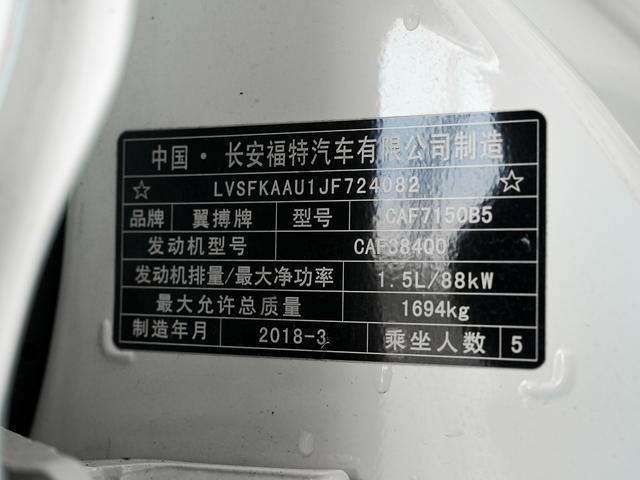 中国·长安福特汽车有限公司制造
☆ LVSFKAAU1JF724082 ☆
品牌 翼搏牌 型号 CAF7150B5
发动机型号 CAF384Q0
发动机排量/最大净功率 1.5L/88kW
最大允许总质量 1694kg
制造年月 2018-3 乘坐人数 5